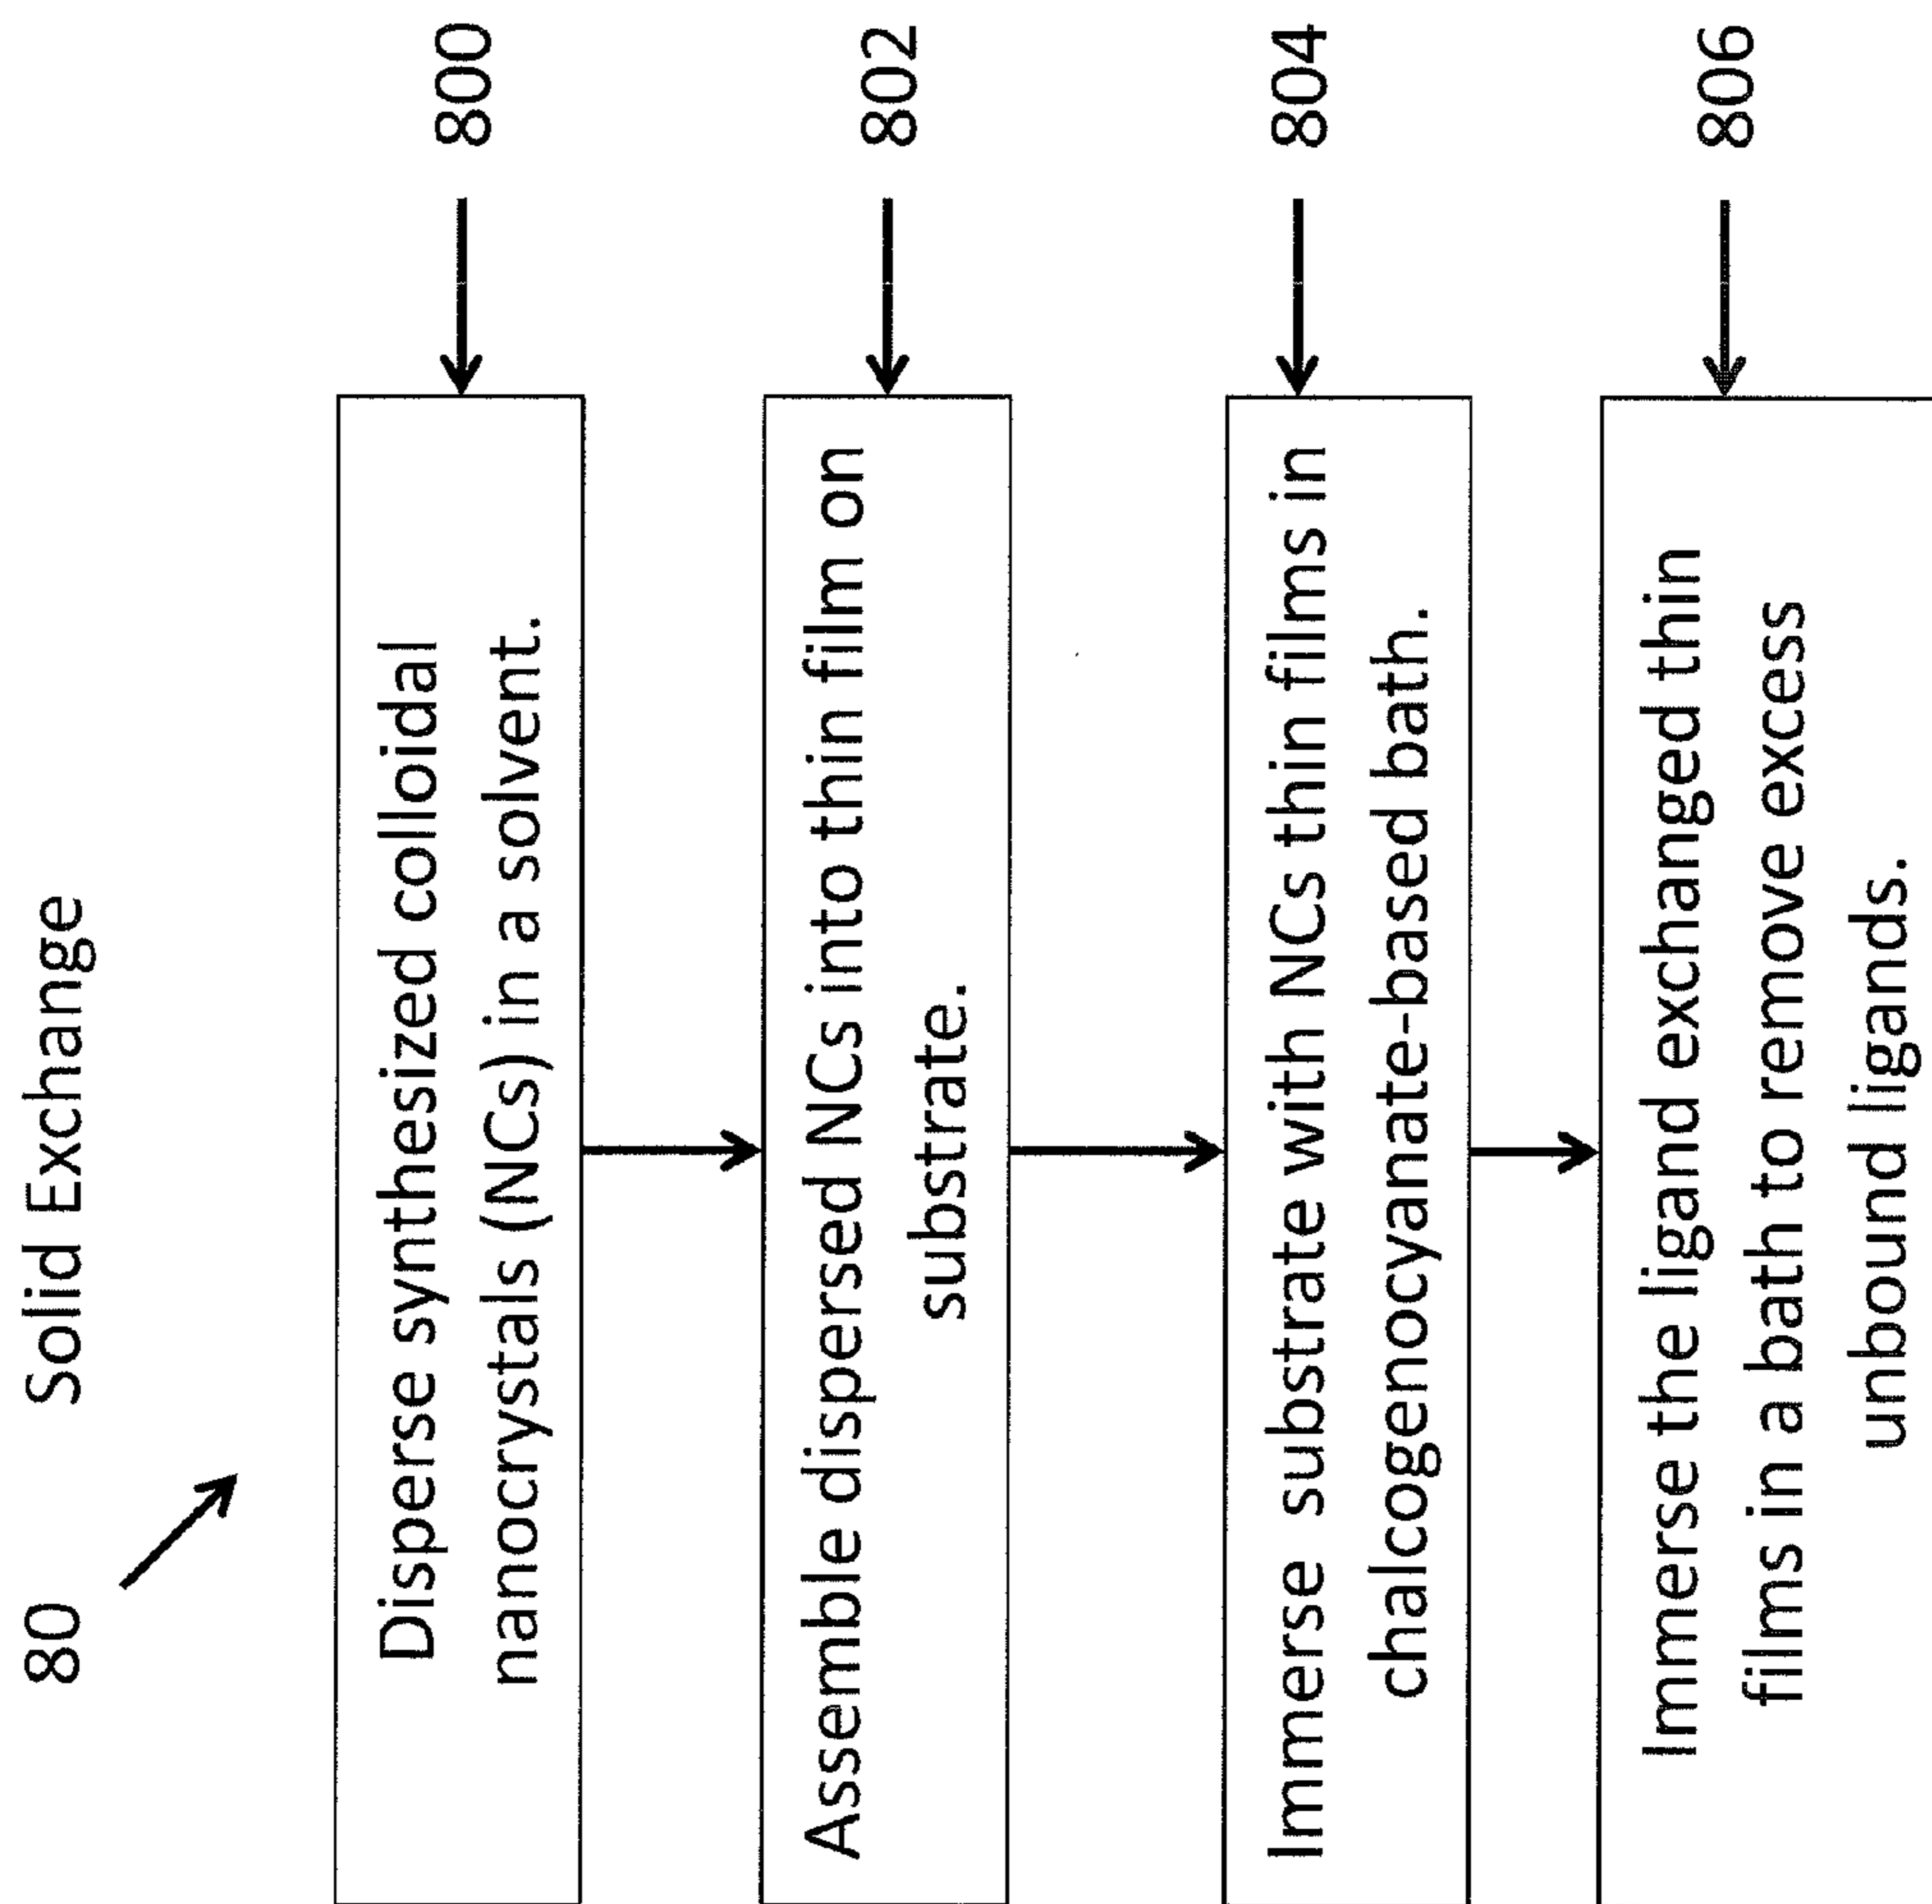 80
Solid Exchange
Disperse synthesized colloidal
nanocrystals (NCs) in a solvent.
800
Assemble dispersed NCs into thin film on
substrate.
802
Immerse substrate with NCs thin films in
chalcogenocyanate-based bath.
804
Immerse the ligand exchanged thin
films in a bath to remove excess
unbound ligands.
806